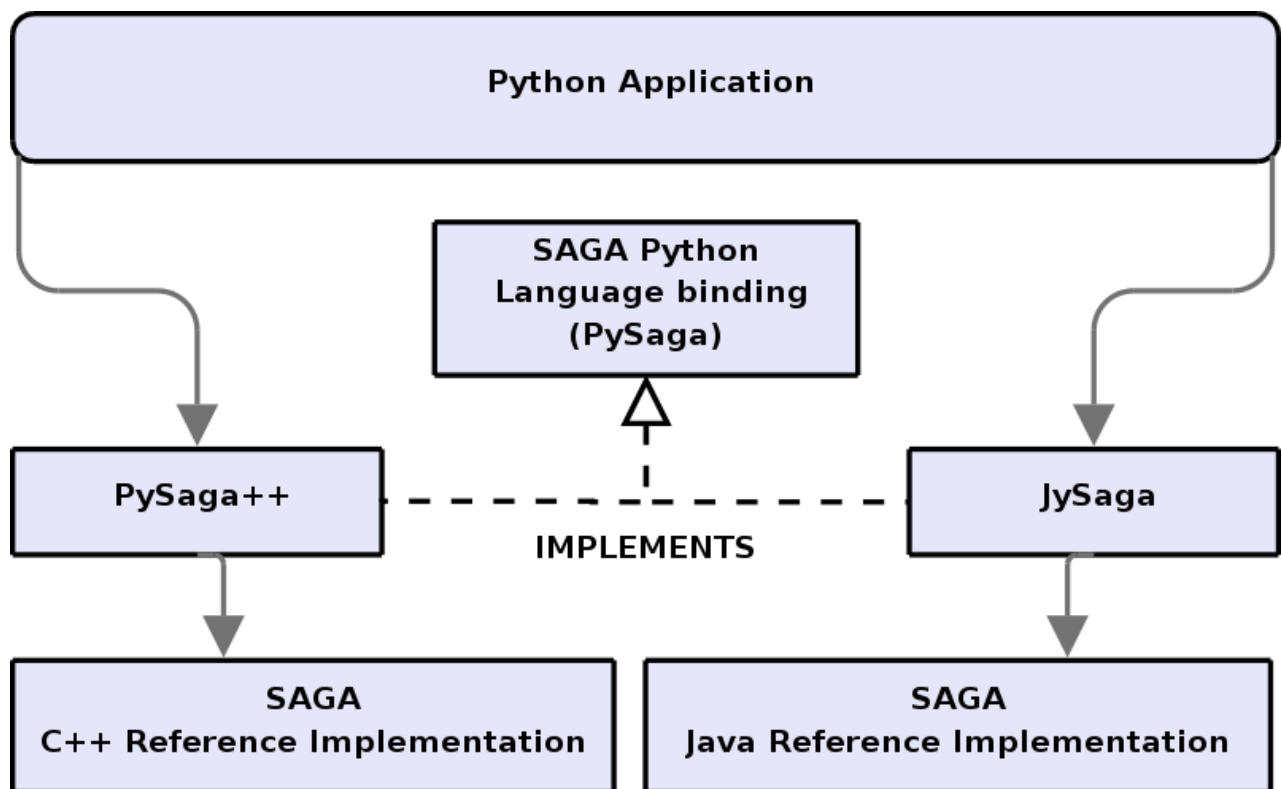 Python Application
SAGA Python
Language binding
(PySaga)
PySaga++
JySaga
IMPLEMENTS
SAGA
C++ Reference Implementation
SAGA
Java Reference Implementation